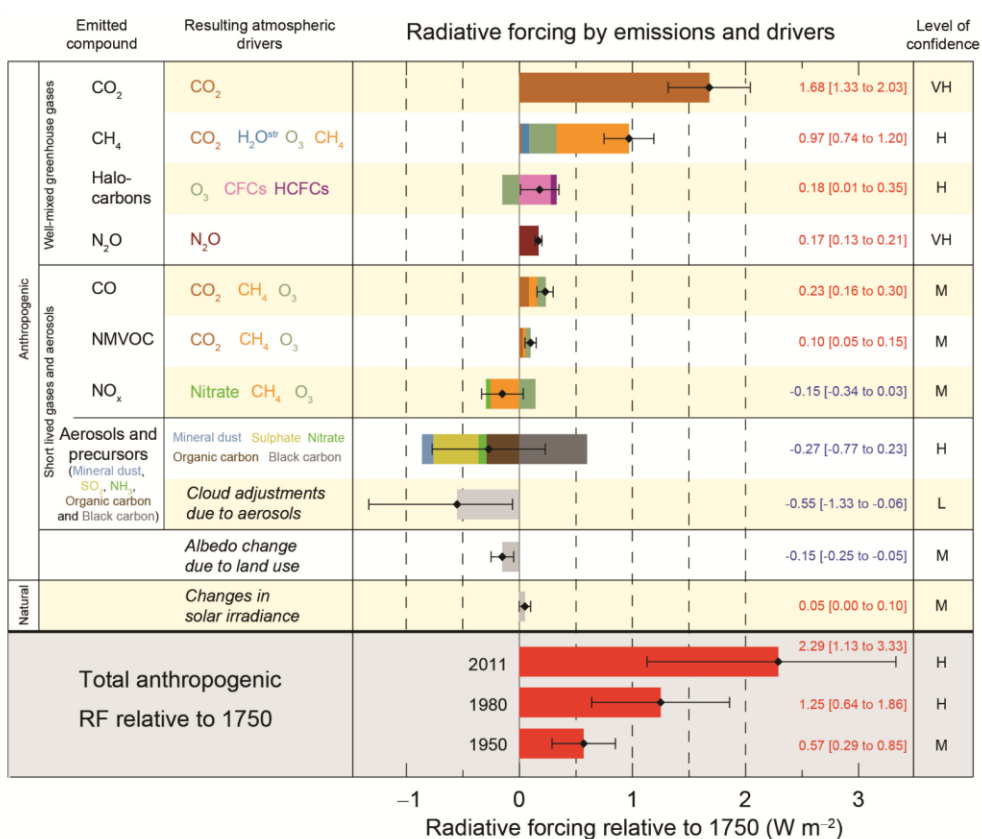 Emitted compound
Resulting atmospheric drivers
Radiative forcing by emissions and drivers
Level of confidence
Anthropogenic
Well-mixed greenhouse gases
CO₂
CO₂
1.68 [1.33 to 2.03]
VH
CH₄
CO₂ H₂Oˢᵗʳ O₃ CH₄
0.97 [0.74 to 1.20]
H
Halo-
carbons
O₃ CFCs HCFCs
0.18 [0.01 to 0.35]
H
N₂O
N₂O
0.17 [0.13 to 0.21]
VH
Short lived gases and aerosols
CO
CO₂ CH₄ O₃
0.23 [0.16 to 0.30]
M
NMVOC
CO₂ CH₄ O₃
0.10 [0.05 to 0.15]
M
NOₓ
Nitrate CH₄ O₃
-0.15 [-0.34 to 0.03]
M
Aerosols and
precursors
(Mineral dust,
SO₂, NH₃,
Organic carbon
and Black carbon)
Mineral dust Sulphate Nitrate
Organic carbon Black carbon
-0.27 [-0.77 to 0.23]
H
Cloud adjustments
due to aerosols
-0.55 [-1.33 to -0.06]
L
Albedo change
due to land use
-0.15 [-0.25 to -0.05]
M
Natural
Changes in
solar irradiance
0.05 [0.00 to 0.10]
M
Total anthropogenic
RF relative to 1750
2011
2.29 [1.13 to 3.33]
H
1980
1.25 [0.64 to 1.86]
H
1950
0.57 [0.29 to 0.85]
M
−1 0 1 2 3
Radiative forcing relative to 1750 (W m⁻²)